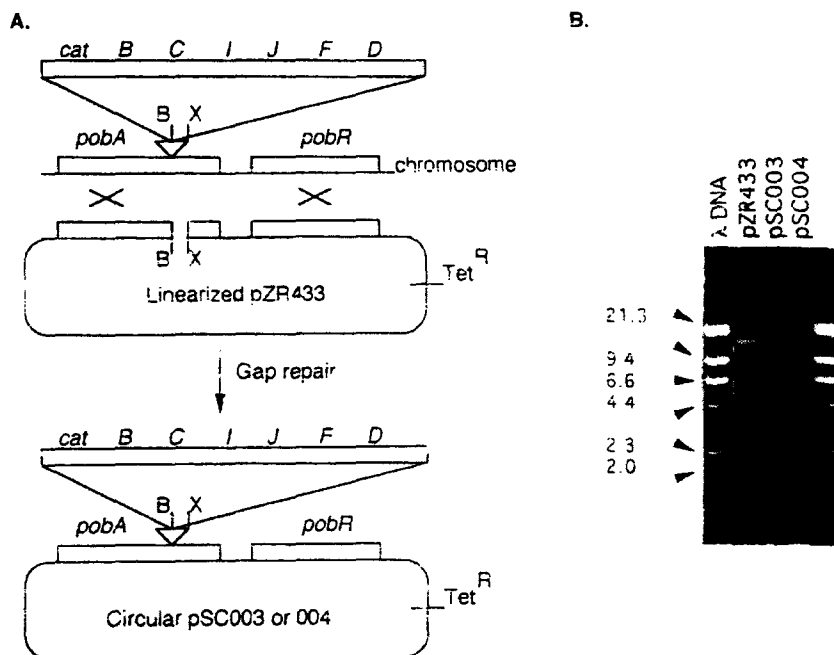 A.
cat B C I J F D
B X
pobA pobR
chromosome
B X
Tet R
Linearized pZR433
Gap repair
cat B C I J F D
B X
pobA pobR
Tet R
Circular pSC003 or 004
B.
λ DNA
pZR433
pSC003
pSC004
21.3
9 4
6.6
4 4
2 3
2.0